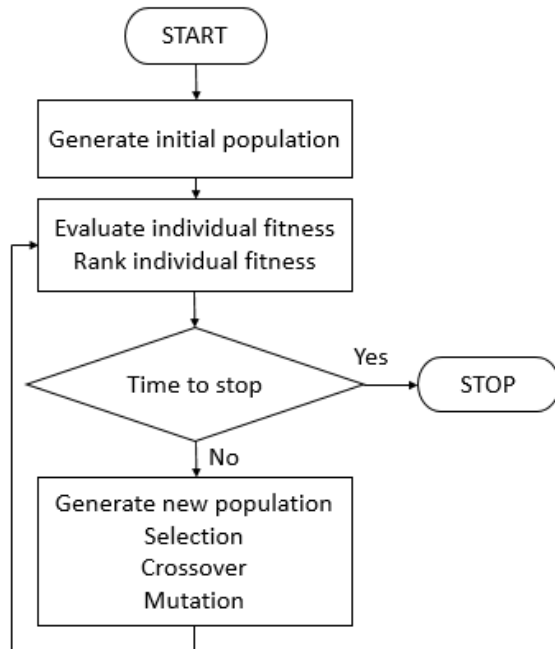 START
Generate initial population
Evaluate individual fitness
Rank individual fitness
Time to stop
Yes
STOP
No
Generate new population
Selection
Crossover
Mutation